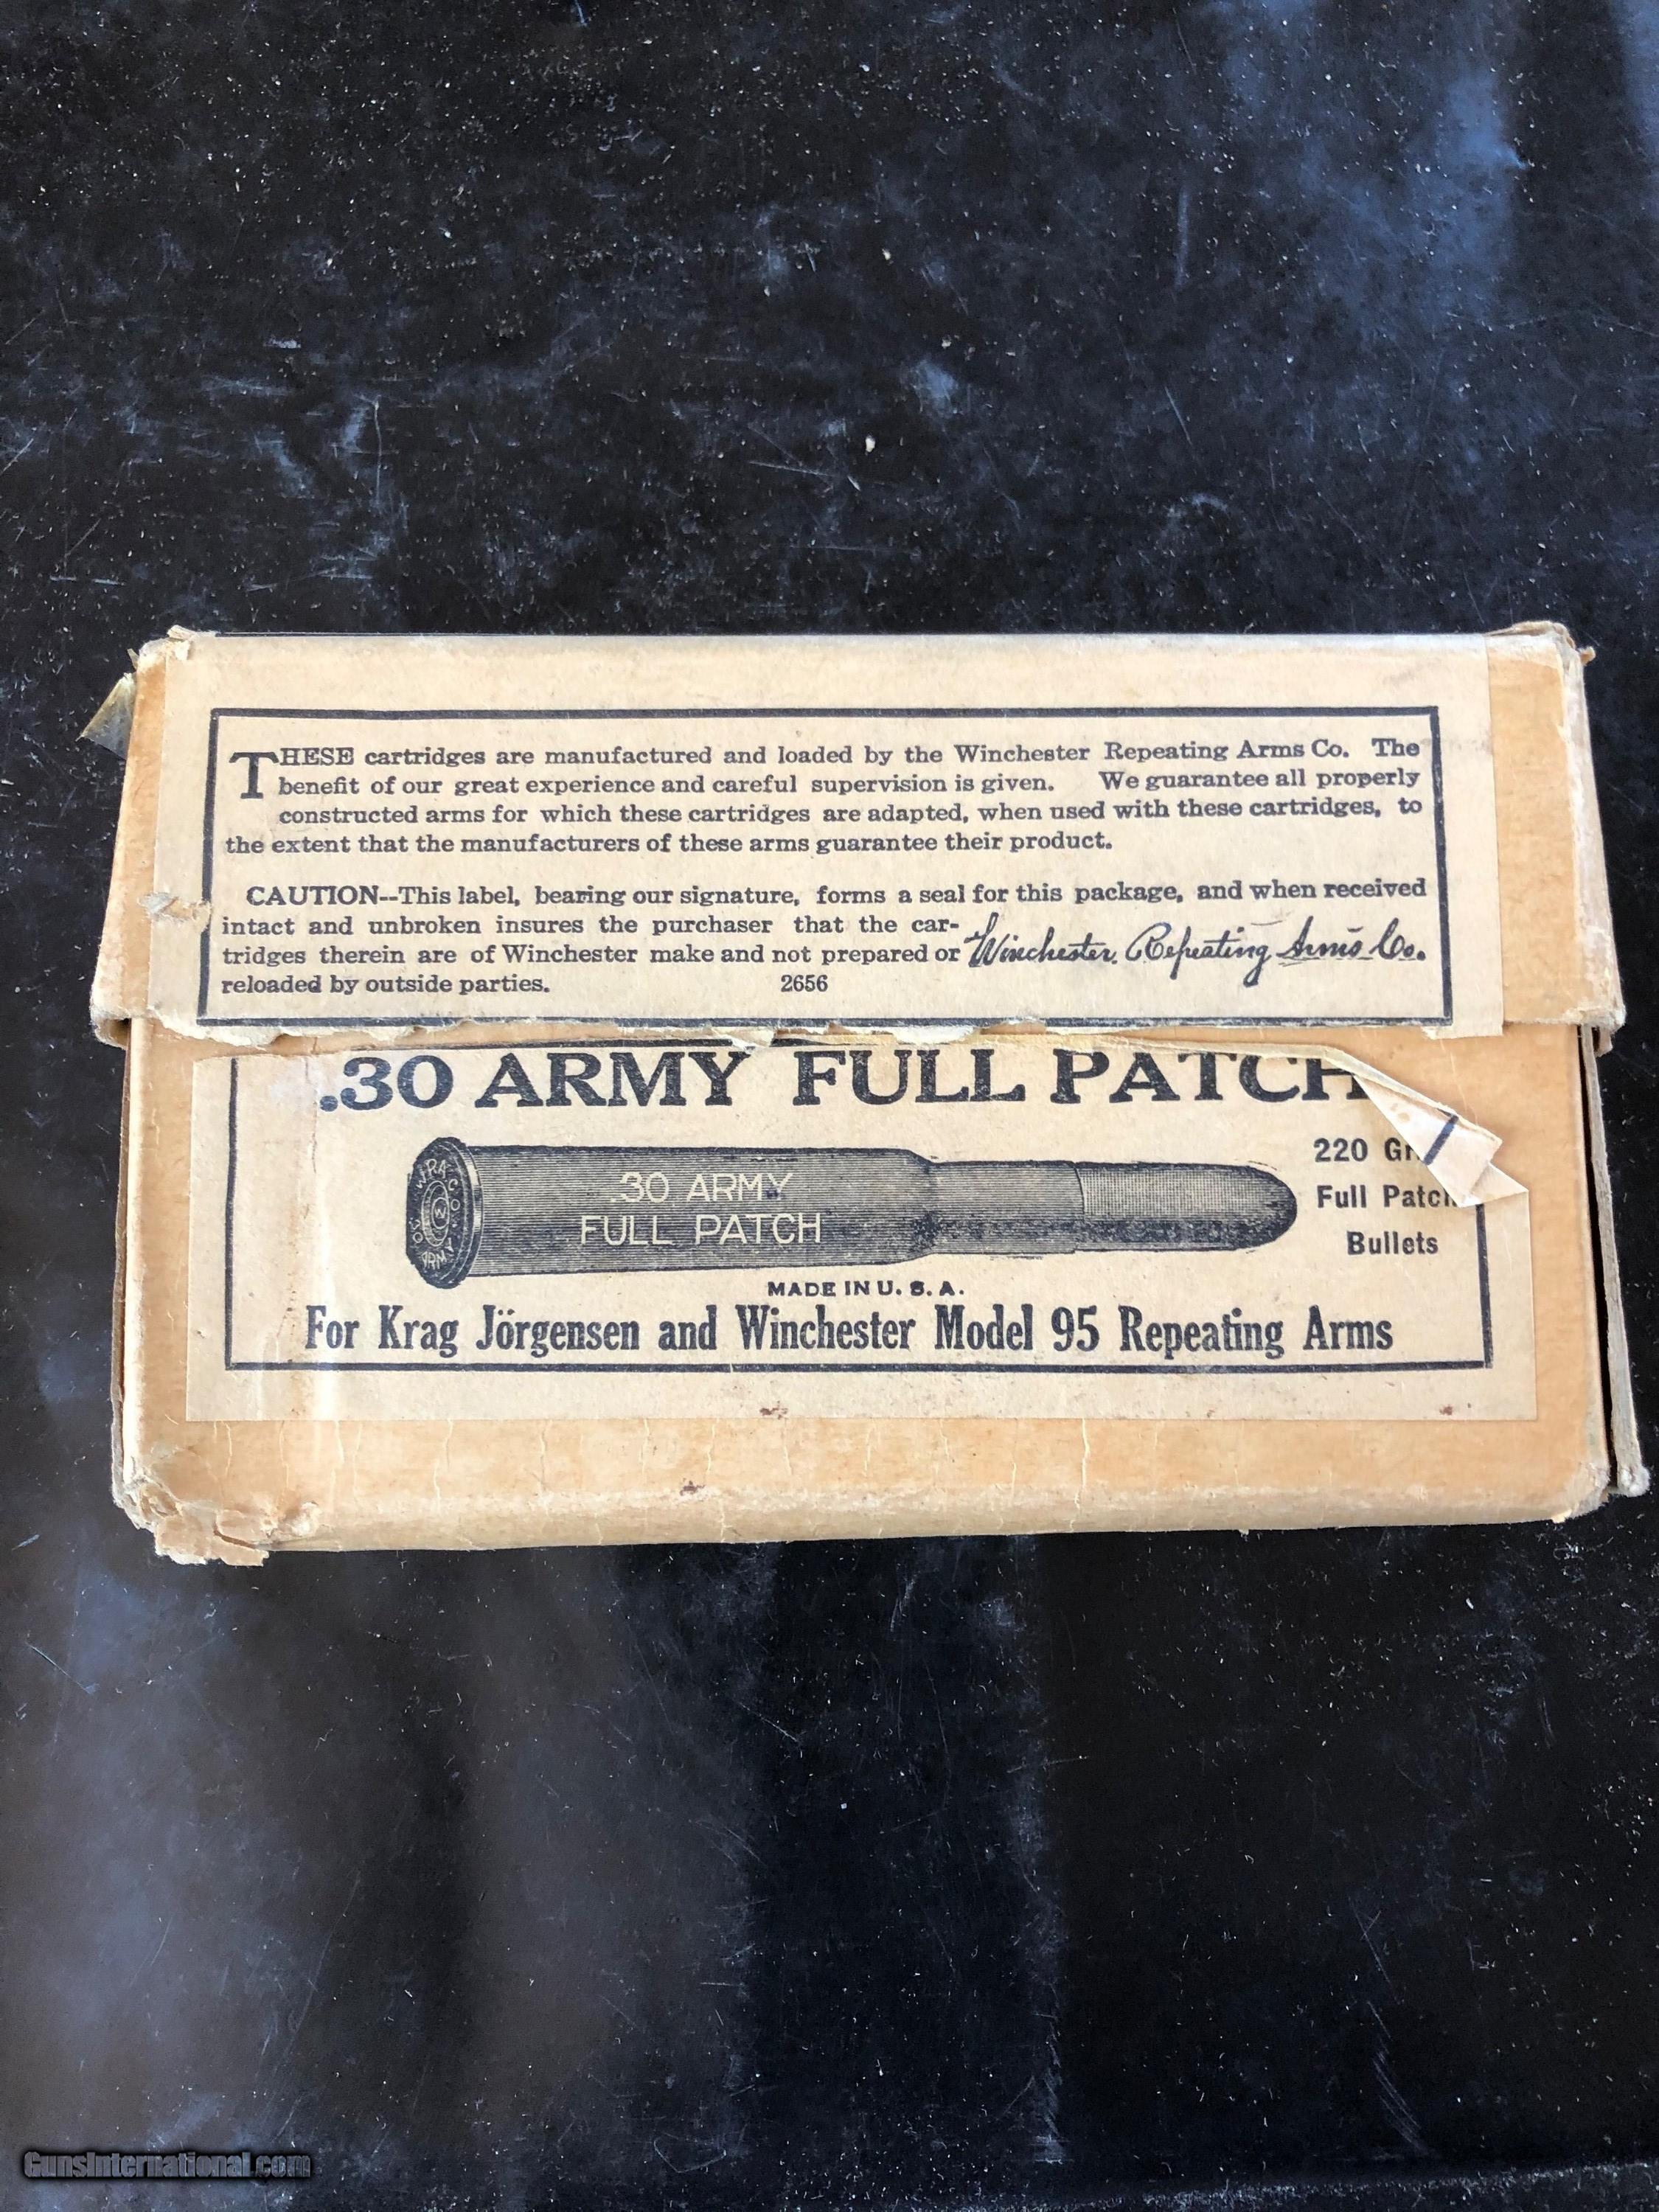 THESE cartridges are manufactured and loaded by the Winchester Repeating Arms Co. The
benefit of our great experience and careful supervision is given. We guarantee all properly
constructed arms for which these cartridges are adapted, when used with these cartridges, to
the extent that the manufacturers of these arms guarantee their product.
CAUTION--This label, bearing our signature, forms a seal for this package, and when received
intact and unbroken insures the purchaser that the car-
tridges therein are of Winchester make and not prepared or
Winchester Repeating Arms Co.
reloaded by outside parties. 2656
.30 ARMY FULL PATCH
W.R.A. CO.
.30 ARMY
W
.30 ARMY
FULL PATCH
220
Full
Bullets
MADE IN U. S. A.
For Krag Jörgensen and Winchester Model 95 Repeating Arms
GunsInternational.com